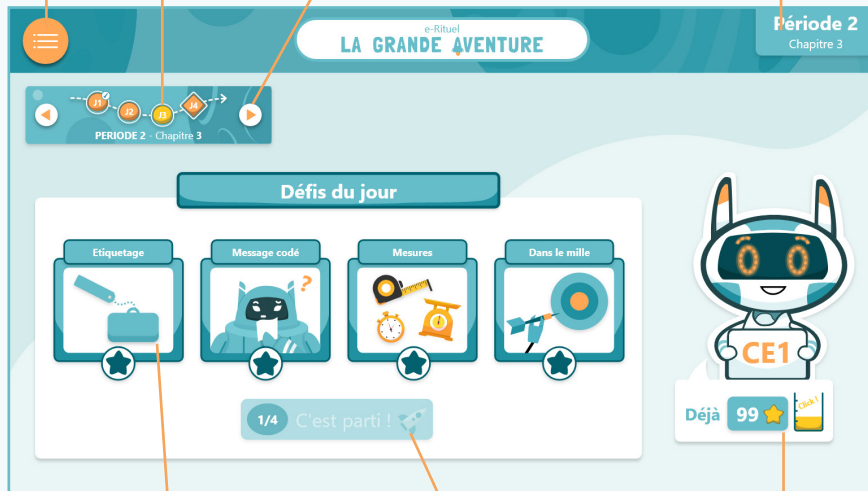 e-Rituel
LA GRANDE AVENTURE
Période 2
Chapitre 3
J1
J2
J3
J4
PERIODE 2 - Chapitre 3
Défis du jour
Etiquetage
Message codé
Mesures
Dans le mille
?
CE1
1/4 C'est parti !
Déjà 99
Click !